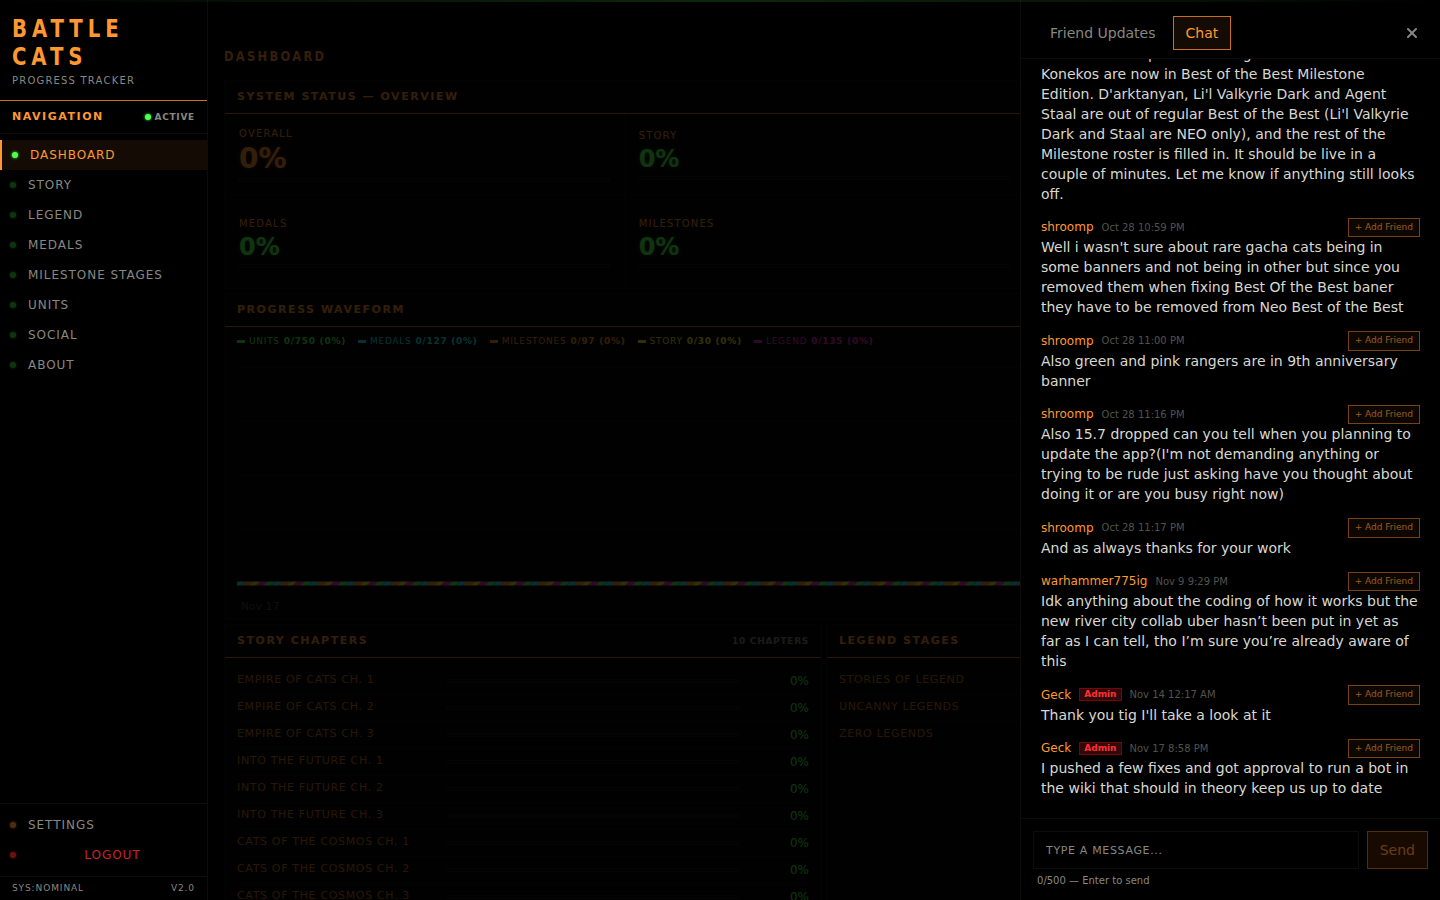 BATTLE
CATS
PROGRESS TRACKER
NAVIGATION
ACTIVE
DASHBOARD
STORY
LEGEND
MEDALS
MILESTONE STAGES
UNITS
SOCIAL
ABOUT
SETTINGS
LOGOUT
SYS:NOMINAL
V2.0
DASHBOARD
SYSTEM STATUS — OVERVIEW
OVERALL
0%
STORY
0%
MEDALS
0%
MILESTONES
0%
PROGRESS WAVEFORM
UNITS 0/750 (0%)
MEDALS 0/127 (0%)
MILESTONES 0/97 (0%)
STORY 0/30 (0%)
LEGEND 0/135 (0%)
Nov 17
STORY CHAPTERS
10 CHAPTERS
EMPIRE OF CATS CH. 1
0%
EMPIRE OF CATS CH. 2
0%
EMPIRE OF CATS CH. 3
0%
INTO THE FUTURE CH. 1
0%
INTO THE FUTURE CH. 2
0%
INTO THE FUTURE CH. 3
0%
CATS OF THE COSMOS CH. 1
0%
CATS OF THE COSMOS CH. 2
0%
CATS OF THE COSMOS CH. 3
0%
LEGEND STAGES
STORIES OF LEGEND
UNCANNY LEGENDS
ZERO LEGENDS
Friend Updates
Chat
×
Konekos are now in Best of the Best Milestone
Edition. D'arktanyan, Li'l Valkyrie Dark and Agent
Staal are out of regular Best of the Best (Li'l Valkyrie
Dark and Staal are NEO only), and the rest of the
Milestone roster is filled in. It should be live in a
couple of minutes. Let me know if anything still looks
off.
shroomp Oct 28 10:59 PM
+ Add Friend
Well i wasn't sure about rare gacha cats being in
some banners and not being in other but since you
removed them when fixing Best Of the Best baner
they have to be removed from Neo Best of the Best
shroomp Oct 28 11:00 PM
+ Add Friend
Also green and pink rangers are in 9th anniversary
banner
shroomp Oct 28 11:16 PM
+ Add Friend
Also 15.7 dropped can you tell when you planning to
update the app?(I'm not demanding anything or
trying to be rude just asking have you thought about
doing it or are you busy right now)
shroomp Oct 28 11:17 PM
+ Add Friend
And as always thanks for your work
warhammer775ig Nov 9 9:29 PM
+ Add Friend
Idk anything about the coding of how it works but the
new river city collab uber hasn't been put in yet as
far as I can tell, tho I'm sure you're already aware of
this
Geck Admin Nov 14 12:17 AM
+ Add Friend
Thank you tig I'll take a look at it
Geck Admin Nov 17 8:58 PM
+ Add Friend
I pushed a few fixes and got approval to run a bot in
the wiki that should in theory keep us up to date
TYPE A MESSAGE...
Send
0/500 — Enter to send